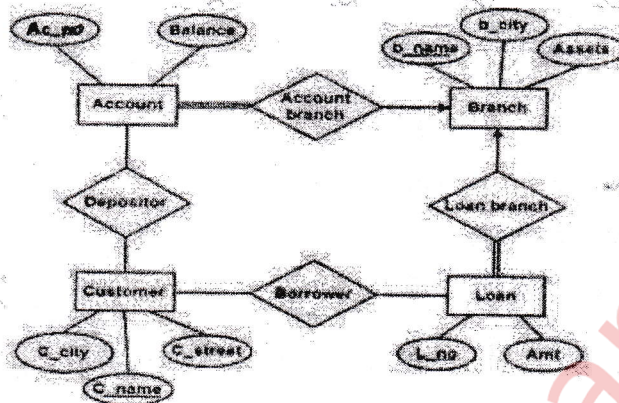 Ac_no
Balance
b_name
b_city
Assets
Account
Account
branch
Branch
Depositor
Loan branch
Customer
Borrower
Loan
C_city
C_name
C_street
L_no
Amt